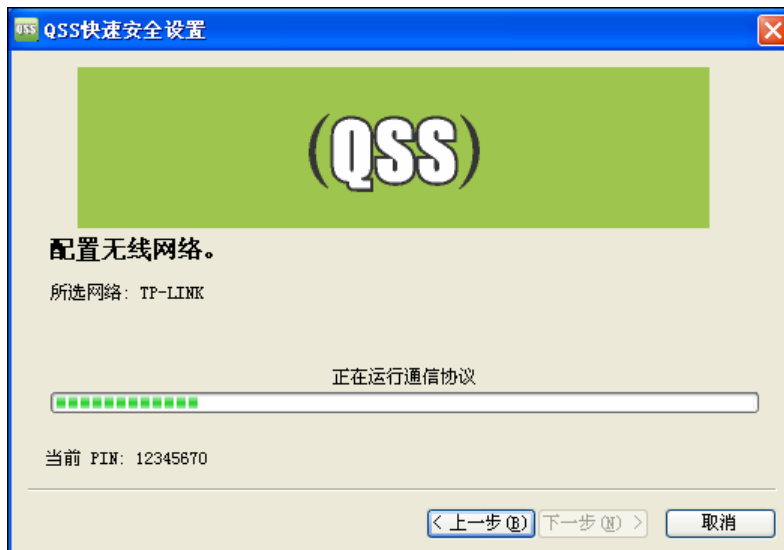 QSS QSS快速安全设置
(QSS)
配置无线网络。
所选网络: TP-LINK
正在运行通信协议
当前 PIN: 12345670
< 上一步(B) 下一步(N) > 取消